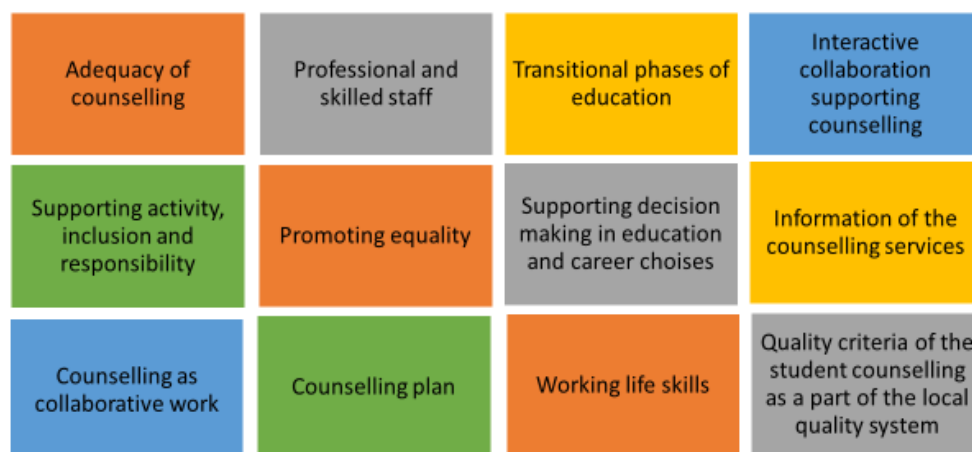 Adequacy of
counselling
Professional and
skilled staff
Transitional phases of
education
Interactive
collaboration
supporting
counselling
Supporting activity,
inclusion and
responsibility
Promoting equality
Supporting decision
making in education
and career choises
Information of the
counselling services
Counselling as
collaborative work
Counselling plan
Working life skills
Quality criteria of the
student counselling
as a part of the local
quality system